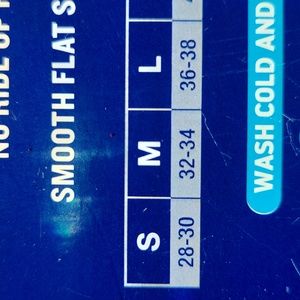 NO RIDE UP
SMOOTH FLAT S
S M L
28-30 32-34 36-38
WASH COLD AND